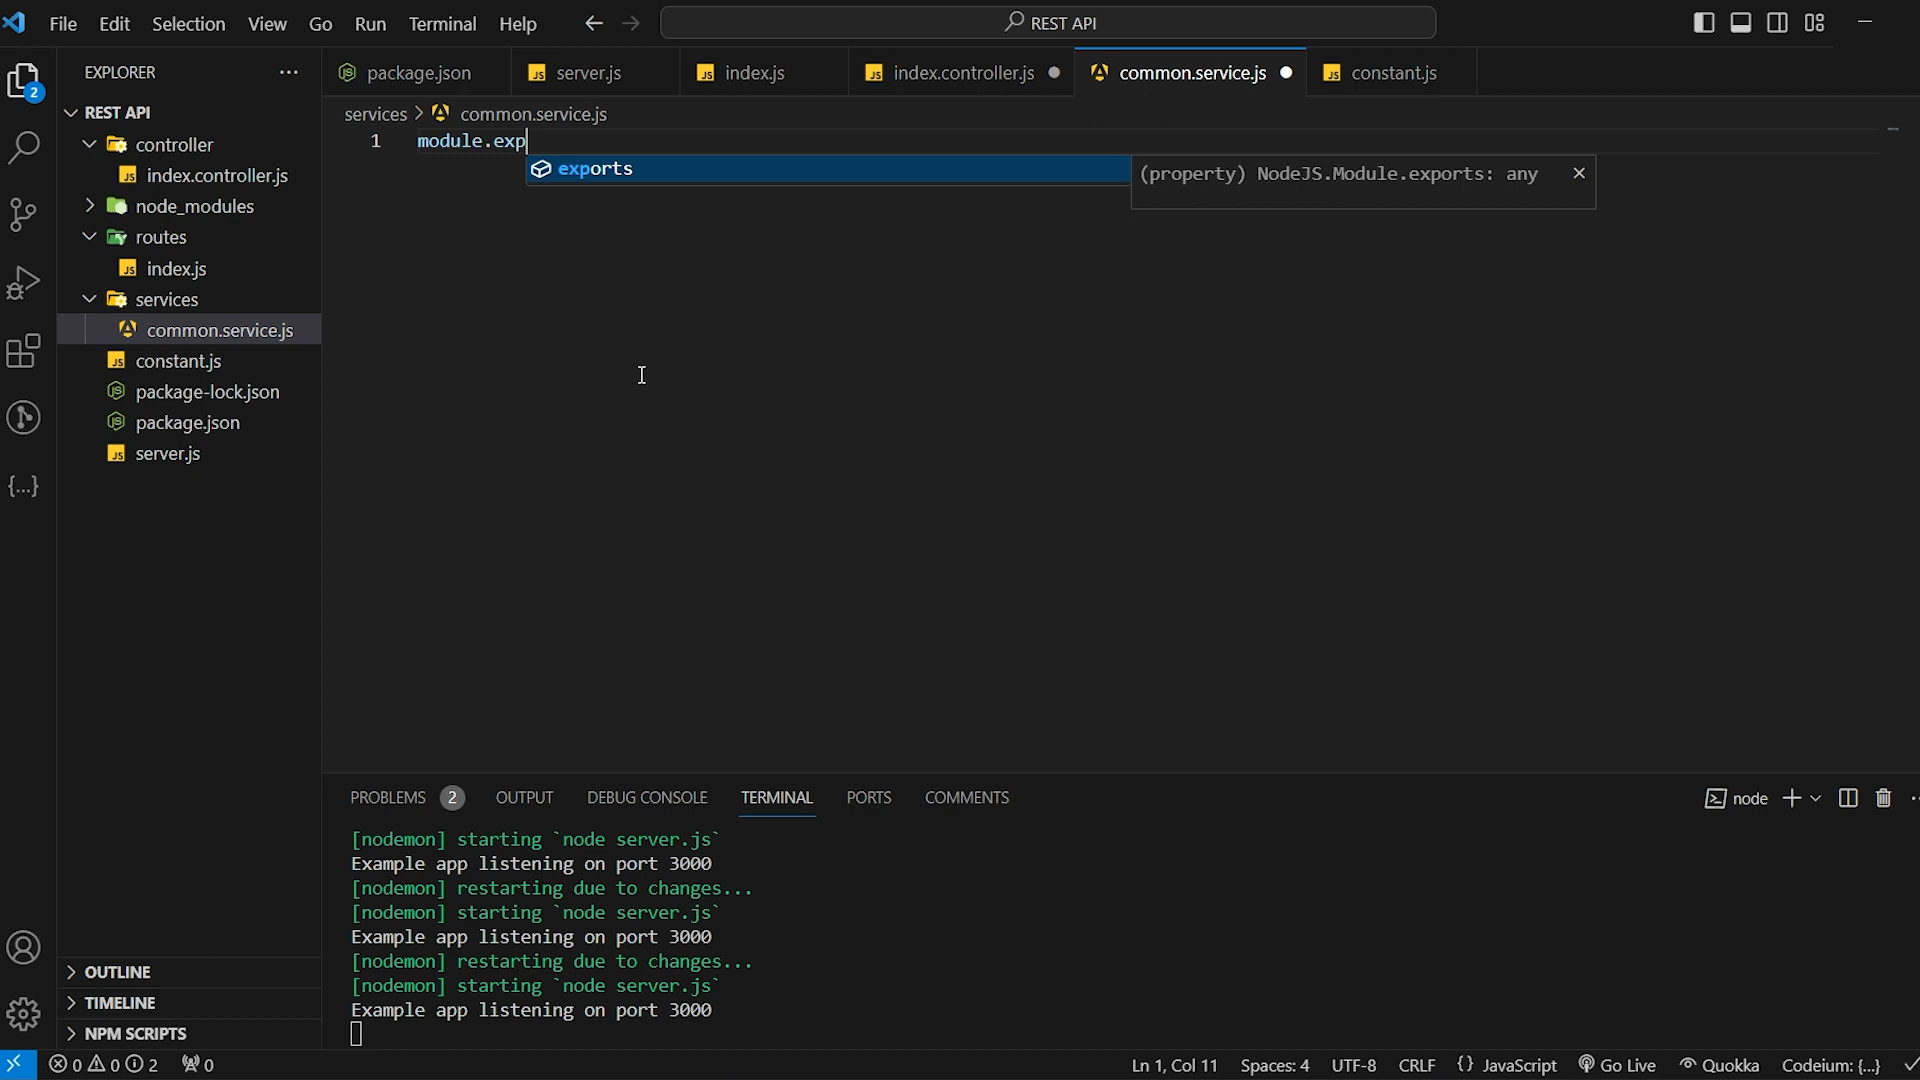 File Edit Selection View Go Run Terminal Help
REST API
EXPLORER
REST API
controller
index.controller.js
node_modules
routes
index.js
services
common.service.js
constant.js
package-lock.json
package.json
server.js
OUTLINE
TIMELINE
NPM SCRIPTS
package.json server.js index.js index.controller.js common.service.js constant.js
services > common.service.js
1 module.exp
exports
(property) NodeJS.Module.exports: any
PROBLEMS 2 OUTPUT DEBUG CONSOLE TERMINAL PORTS COMMENTS
node
[nodemon] starting `node server.js`
Example app listening on port 3000
[nodemon] restarting due to changes...
[nodemon] starting `node server.js`
Example app listening on port 3000
[nodemon] restarting due to changes...
[nodemon] starting `node server.js`
Example app listening on port 3000
2
0 0 2 0
Ln 1, Col 11 Spaces: 4 UTF-8 CRLF {} JavaScript Go Live Quokka Codeium: {...}